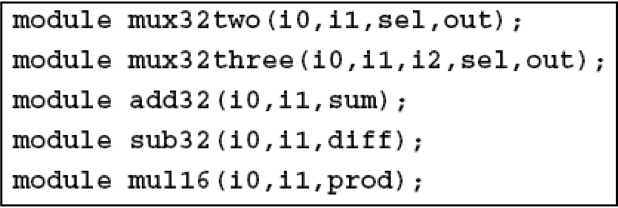 module mux32two(i0,i1,sel,out);
module mux32three(i0,i1,i2,sel,out);
module add32(i0,i1,sum);
module sub32(i0,i1,diff);
module mul16(i0,i1,prod);